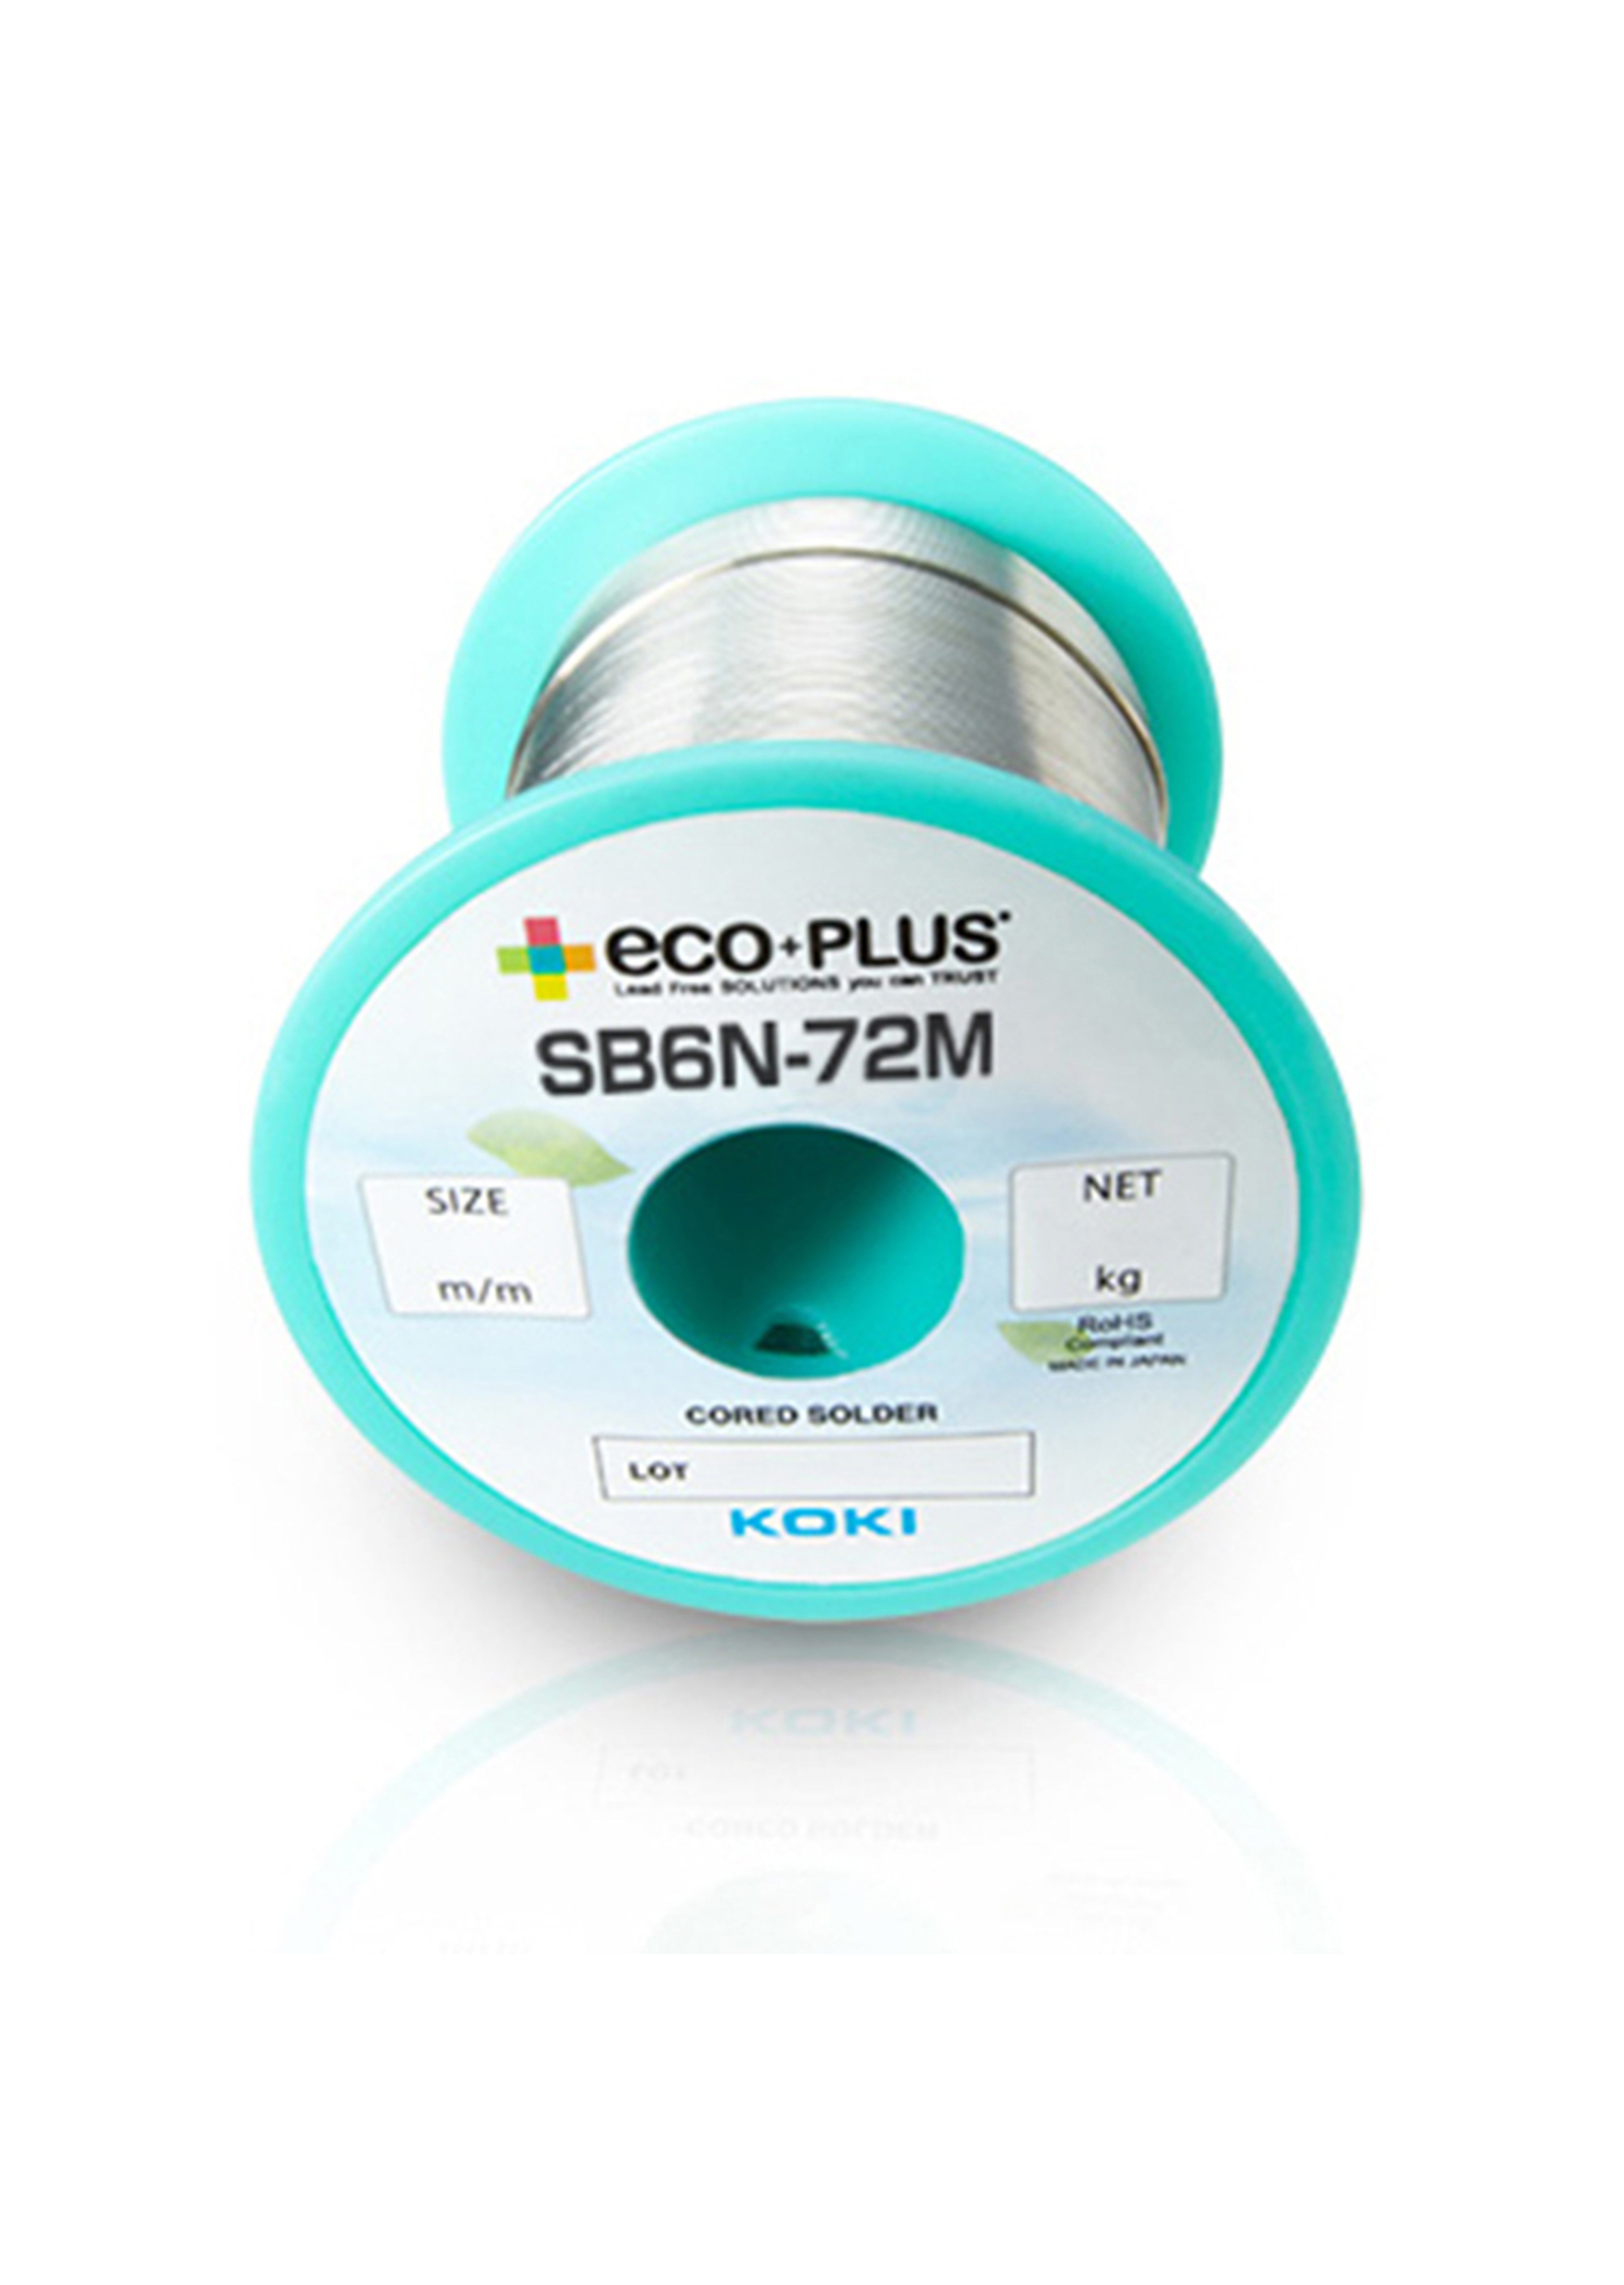 eco+PLUS
Lead Free SOLUTIONS you can TRUST
SB6N-72M
SIZE
m/m
NET
kg
RoHS
Compliant
MADE IN JAPAN
CORED SOLDER
LOT
KOKI